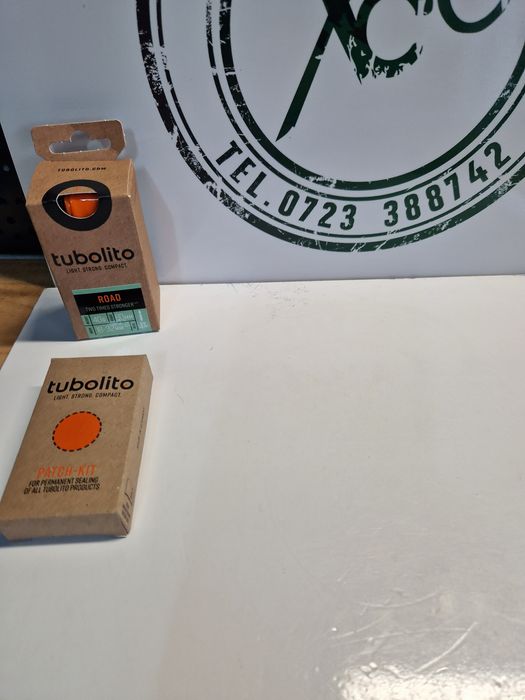 TEL. 0723 388742
TUBOLITO.COM
tubolito
LIGHT. STRONG. COMPACT.
ROAD
TWO TIMES STRONGER
tubolito
LIGHT. STRONG. COMPACT.
PATCH-KIT
FOR PERMANENT SEALING
OF ALL TUBOLITO PRODUCTS